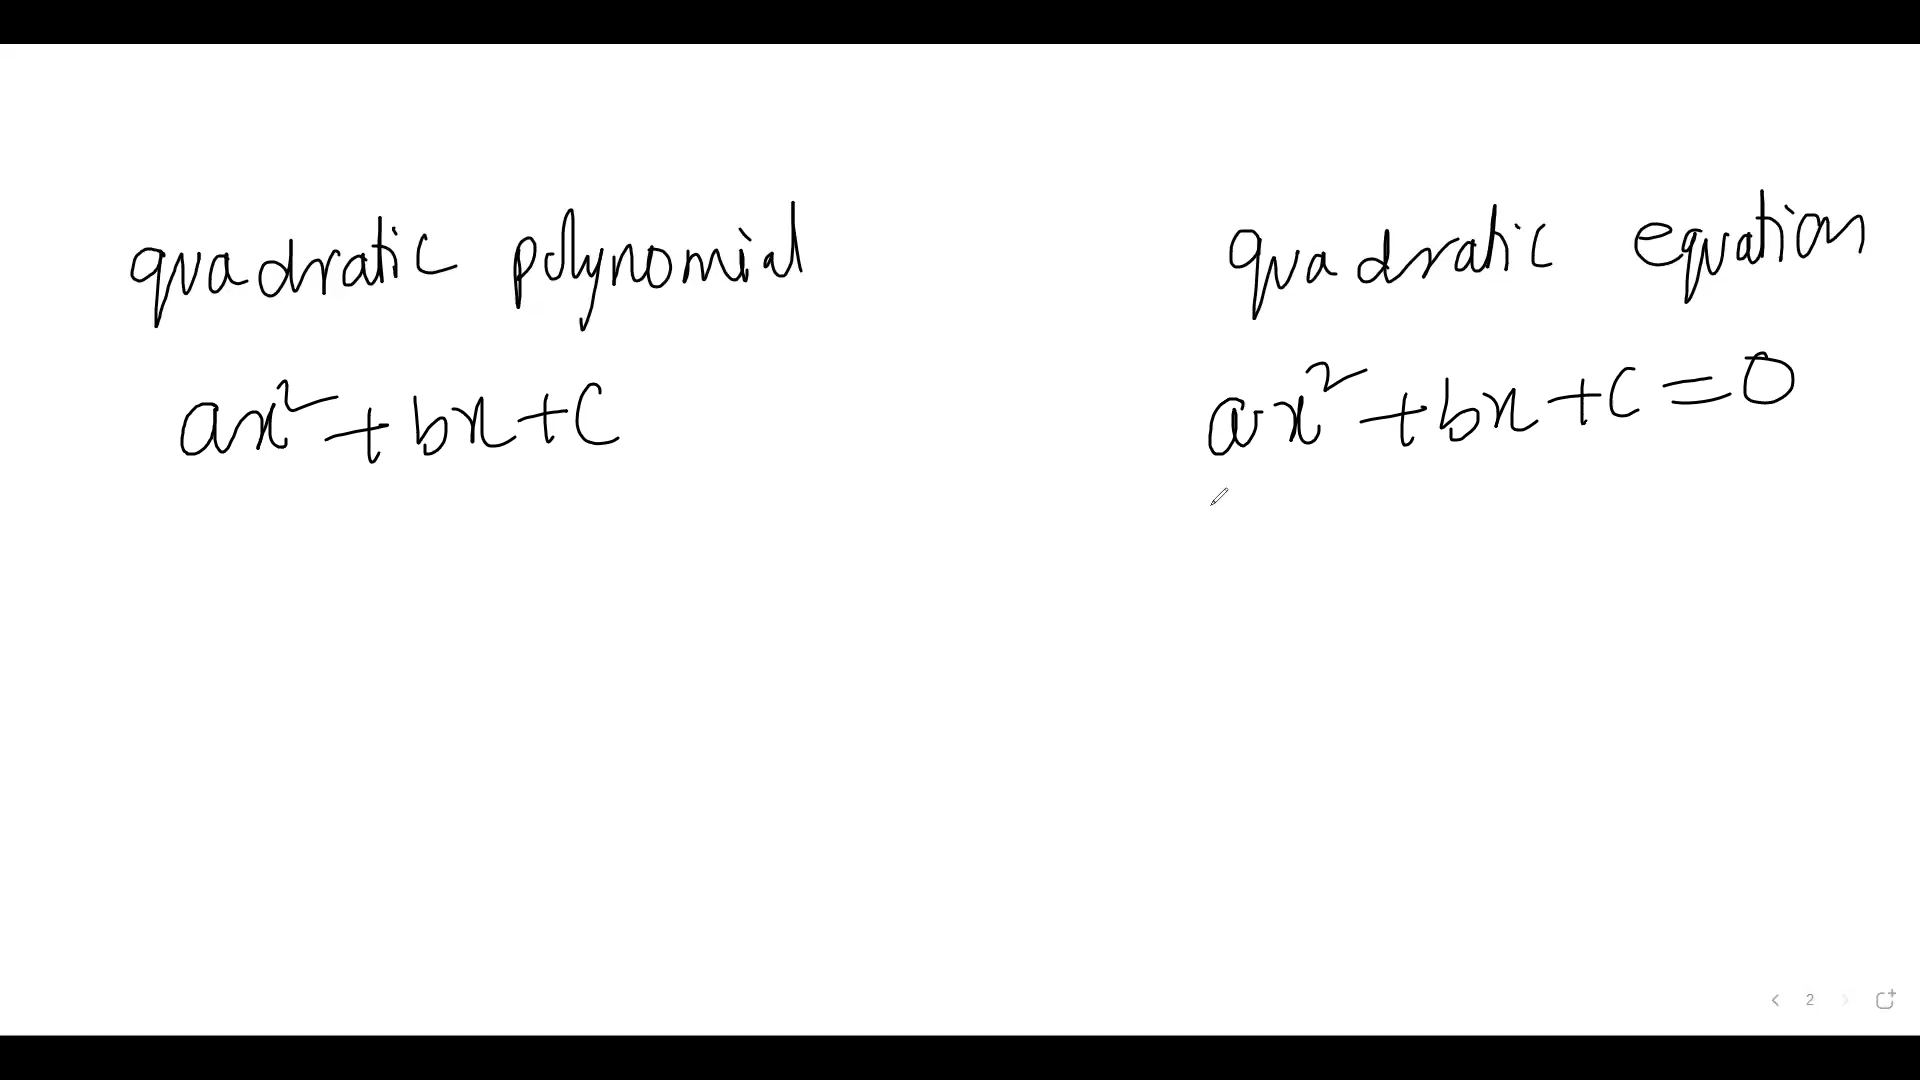 quadratic polynomial
quadratic equation
ax²+bx+c
ax²+bx+c=0
2